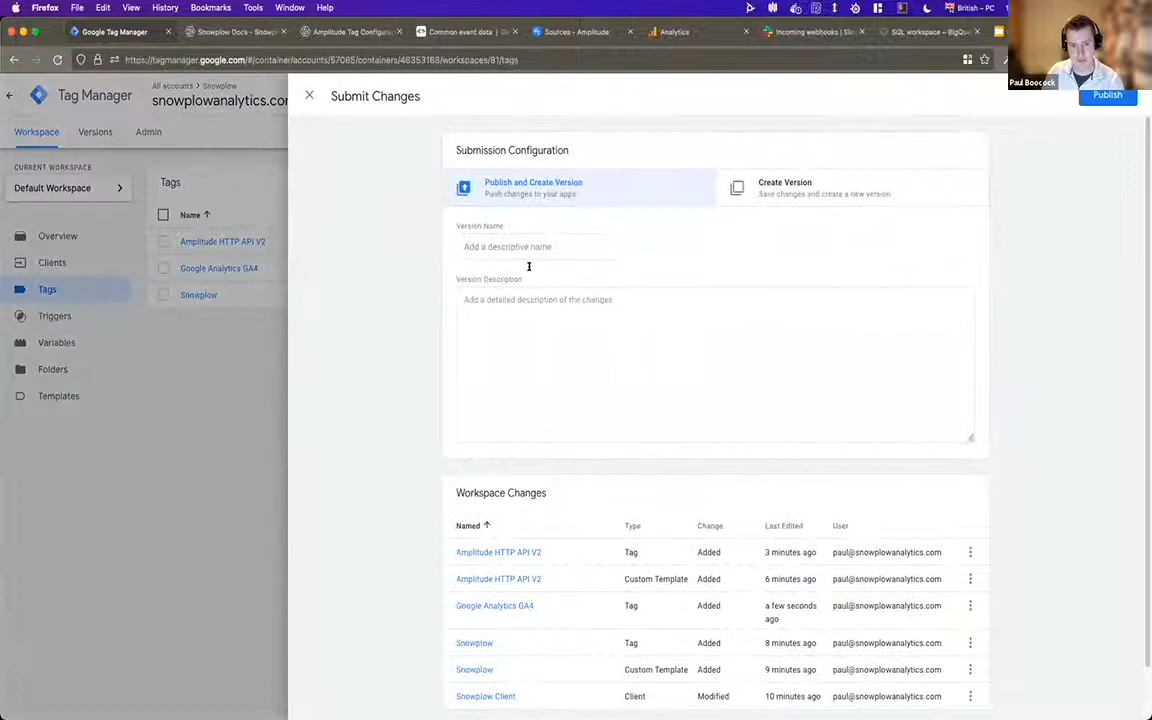 Firefox File Edit View History Bookmarks Tools Window Help
British – PC
Google Tag Manager
Snowplow Docs - Snowp
Amplitude Tag Configura
Common event data | G
Sources - Amplitude
Analytics
Incoming webhooks | Sl
SQL workspace – BigQu
https://tagmanager.google.com/#/container/accounts/57085/containers/46353168/workspaces/81/tags
Paul Boocock
Tag Manager
All accounts > Snowplow
snowplowanalytics.co
Submit Changes
Publish
Workspace
Versions
Admin
CURRENT WORKSPACE
Default Workspace
Tags
Name
Amplitude HTTP API V2
Google Analytics GA4
Snowplow
Overview
Clients
Tags
Triggers
Variables
Folders
Templates
Submission Configuration
Publish and Create Version
Push changes to your apps
Create Version
Save changes and create a new version
Version Name
Add a descriptive name
Version Description
Add a detailed description of the changes
Workspace Changes
Named Type Change Last Edited User
Amplitude HTTP API V2 Tag Added 3 minutes ago paul@snowplowanalytics.com
Amplitude HTTP API V2 Custom Template Added 6 minutes ago paul@snowplowanalytics.com
Google Analytics GA4 Tag Added a few seconds ago paul@snowplowanalytics.com
Snowplow Tag Added 8 minutes ago paul@snowplowanalytics.com
Snowplow Custom Template Added 9 minutes ago paul@snowplowanalytics.com
Snowplow Client Client Modified 10 minutes ago paul@snowplowanalytics.com